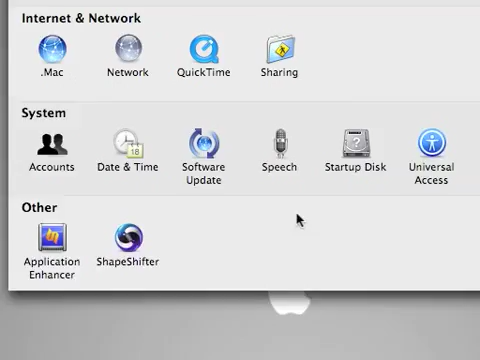 Internet & Network
.Mac Network QuickTime Sharing
System
18
Accounts Date & Time Software Update Speech Startup Disk Universal Access
?
Other
Application Enhancer ShapeShifter